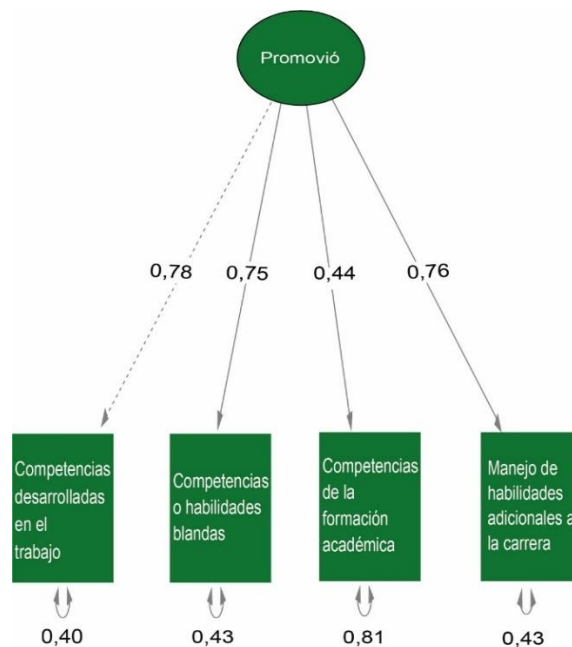 Promovió
0,78
0,75
0,44
0,76
Competencias
desarrolladas
en el
trabajo
Competencias
o habilidades
blandas
Competencias
de la
formación
académica
Manejo de
habilidades
adicionales a
la carrera
0,40
0,43
0,81
0,43